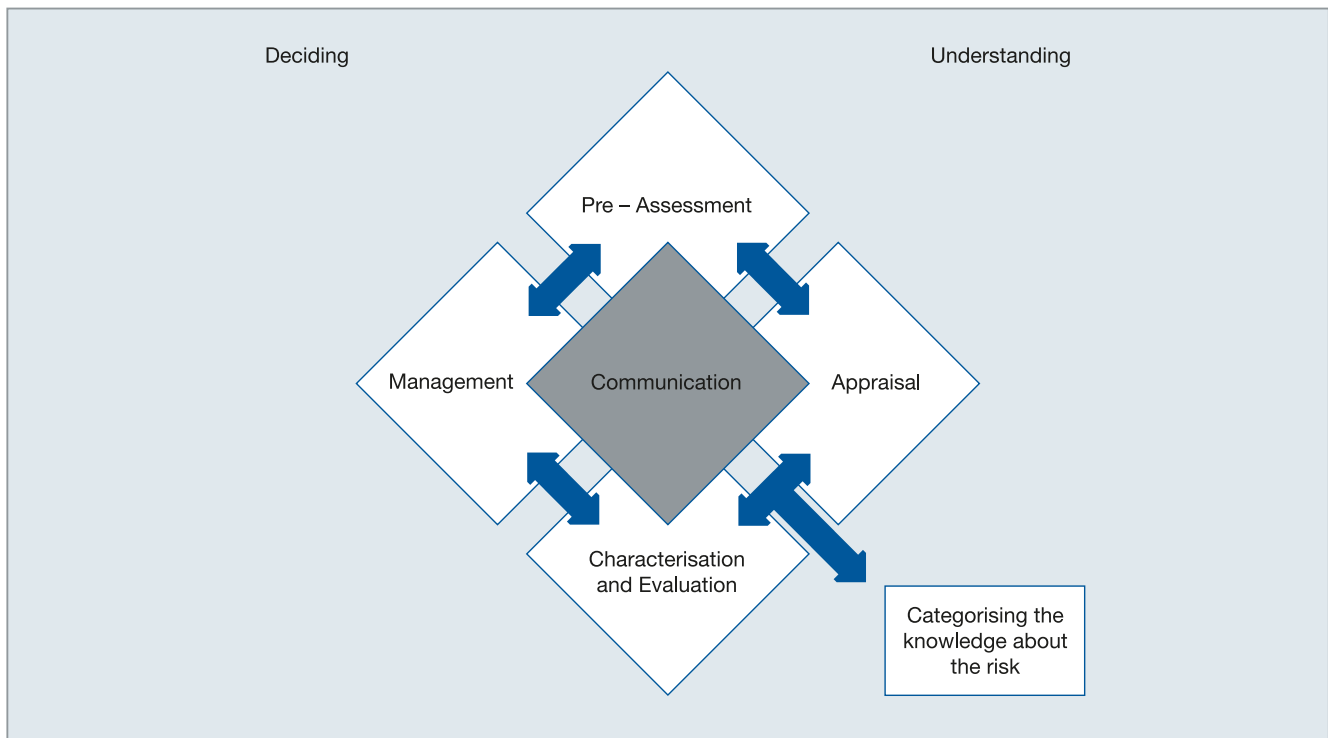 Deciding
Understanding
Pre – Assessment
Management
Communication
Appraisal
Characterisation
and Evaluation
Categorising the
knowledge about
the risk